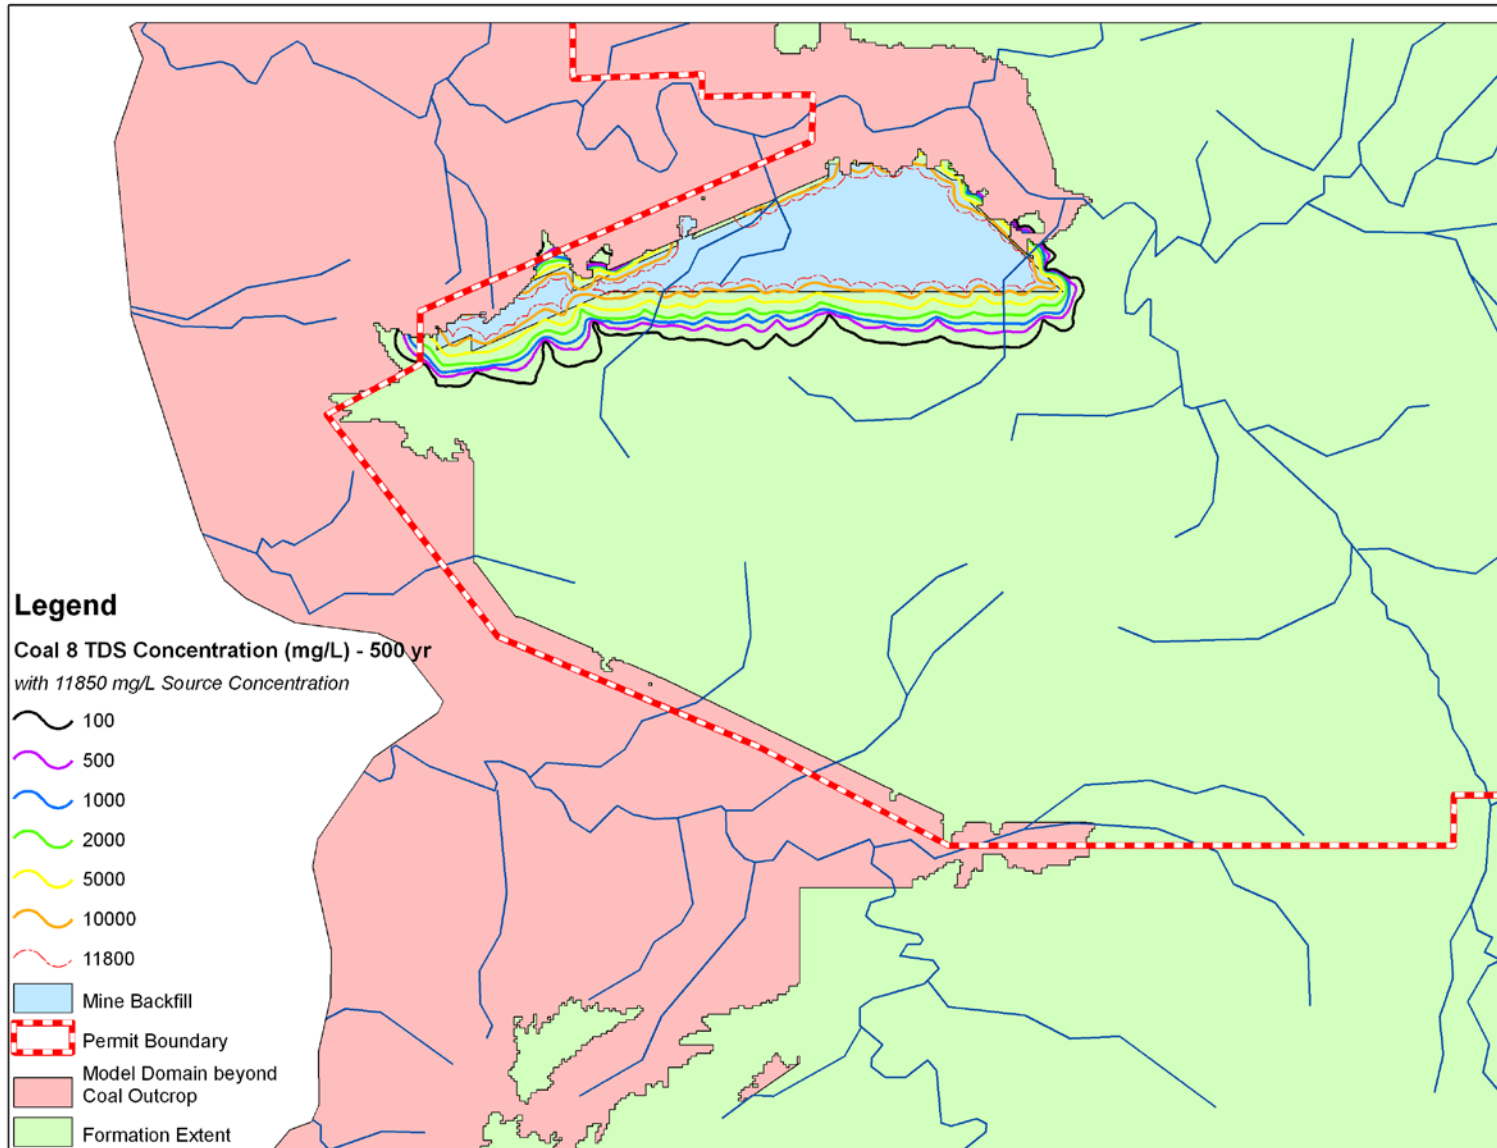 Legend
Coal 8 TDS Concentration (mg/L) - 500 yr
with 11850 mg/L Source Concentration
100
500
1000
2000
5000
10000
11800
Mine Backfill
Permit Boundary
Model Domain beyond
Coal Outcrop
Formation Extent